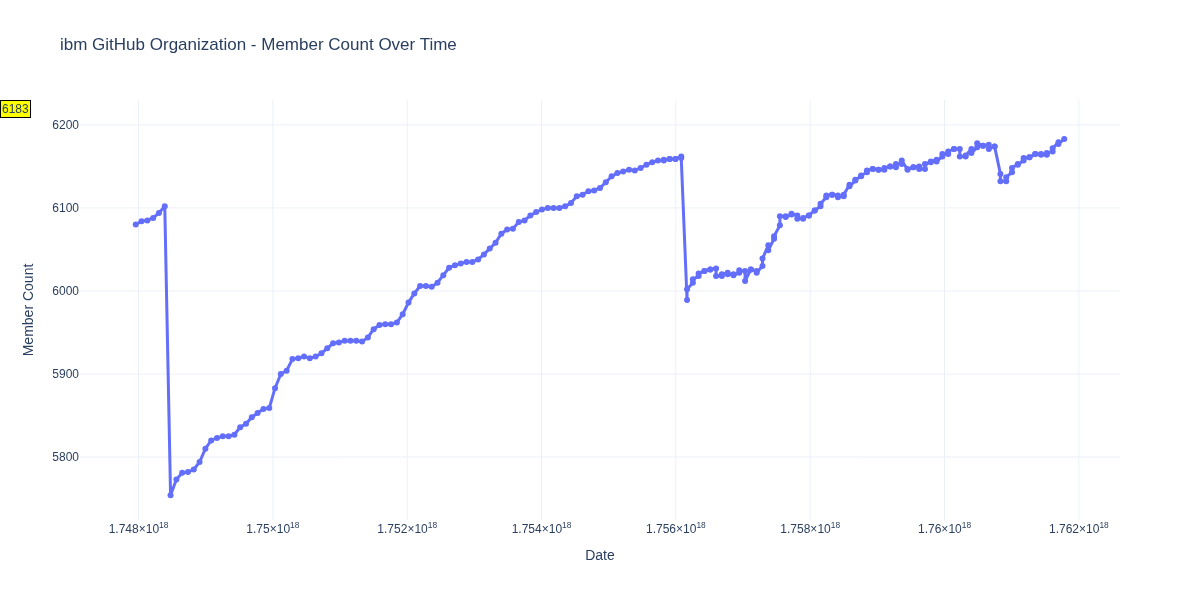 ibm GitHub Organization - Member Count Over Time
6183
6200
6100
6000
5900
5800
Member Count
1.748×10¹⁸ 1.75×10¹⁸ 1.752×10¹⁸ 1.754×10¹⁸ 1.756×10¹⁸ 1.758×10¹⁸ 1.76×10¹⁸ 1.762×10¹⁸
Date